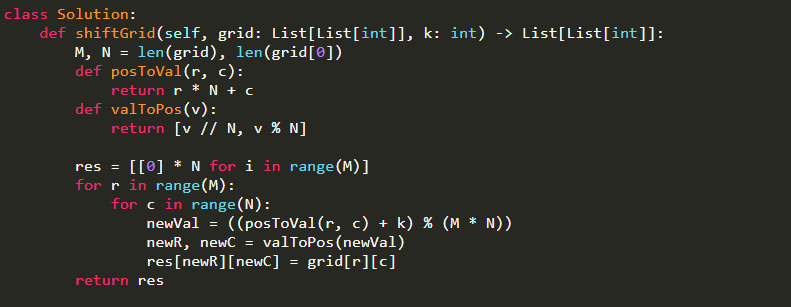 class Solution:
    def shiftGrid(self, grid: List[List[int]], k: int) -> List[List[int]]:
        M, N = len(grid), len(grid[0])
        def posToVal(r, c):
            return r * N + c
        def valToPos(v):
            return [v // N, v % N]

        res = [[0] * N for i in range(M)]
        for r in range(M):
            for c in range(N):
                newVal = ((posToVal(r, c) + k) % (M * N))
                newR, newC = valToPos(newVal)
                res[newR][newC] = grid[r][c]
        return res